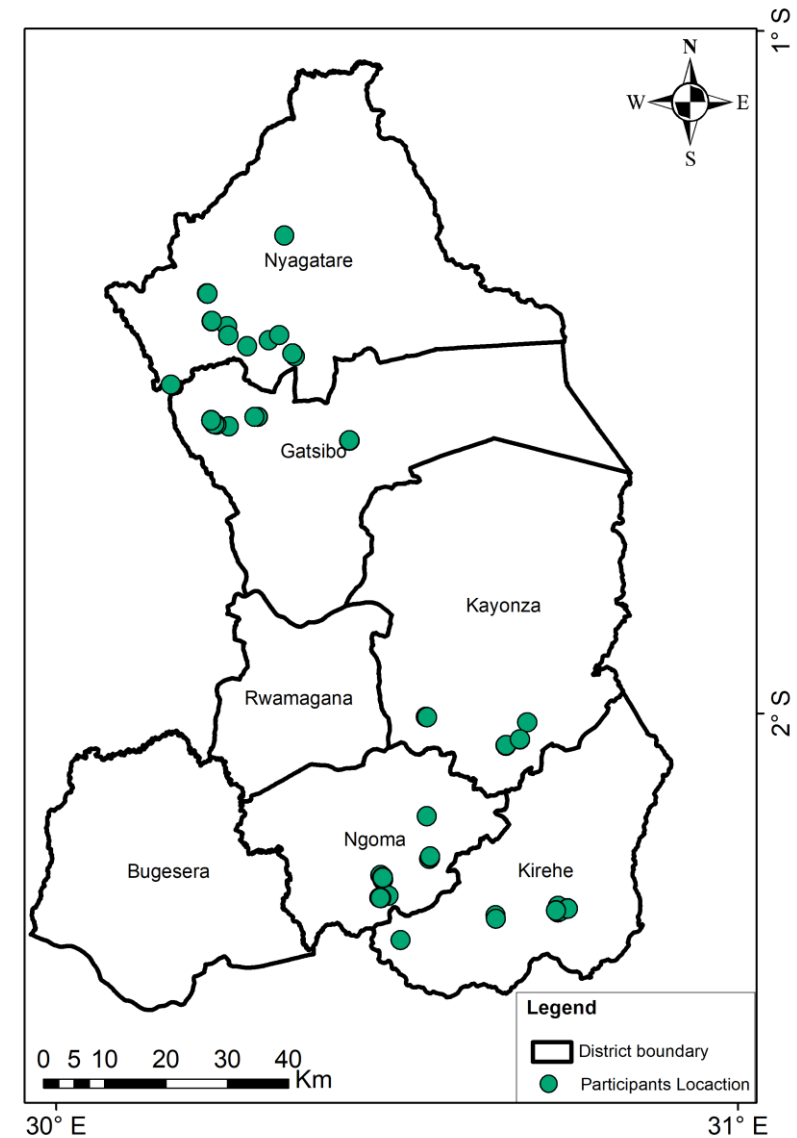 1° S
N
W E
S
Nyagatare
Gatsibo
Kayonza
Rwamagana
2° S
Ngoma
Bugesera
Kirehe
Legend
District boundary
Participants Locaction
0 5 10 20 30 40
Km
30° E 31° E